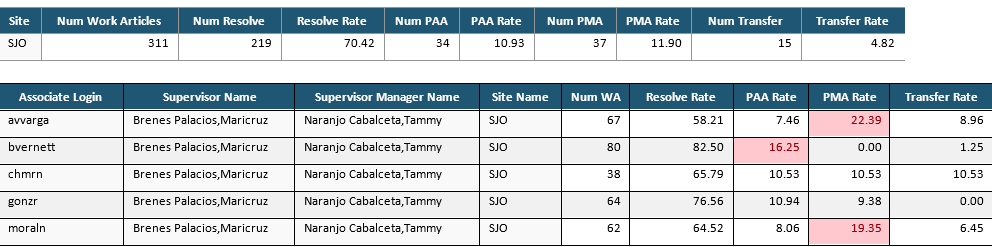 Site Num Work Articles Num Resolve Resolve Rate Num PAA PAA Rate Num PMA PMA Rate Num Transfer Transfer Rate
SJO 311 219 70.42 34 10.93 37 11.90 15 4.82
Associate Login Supervisor Name Supervisor Manager Name Site Name Num WA Resolve Rate PAA Rate PMA Rate Transfer Rate
avvarga Brenes Palacios,Maricruz Naranjo Cabalceta,Tammy SJO 67 58.21 7.46 22.39 8.96
bvernett Brenes Palacios,Maricruz Naranjo Cabalceta,Tammy SJO 80 82.50 16.25 0.00 1.25
chmrn Brenes Palacios,Maricruz Naranjo Cabalceta,Tammy SJO 38 65.79 10.53 10.53 10.53
gonzr Brenes Palacios,Maricruz Naranjo Cabalceta,Tammy SJO 64 76.56 10.94 9.38 0.00
moraln Brenes Palacios,Maricruz Naranjo Cabalceta,Tammy SJO 62 64.52 8.06 19.35 6.45